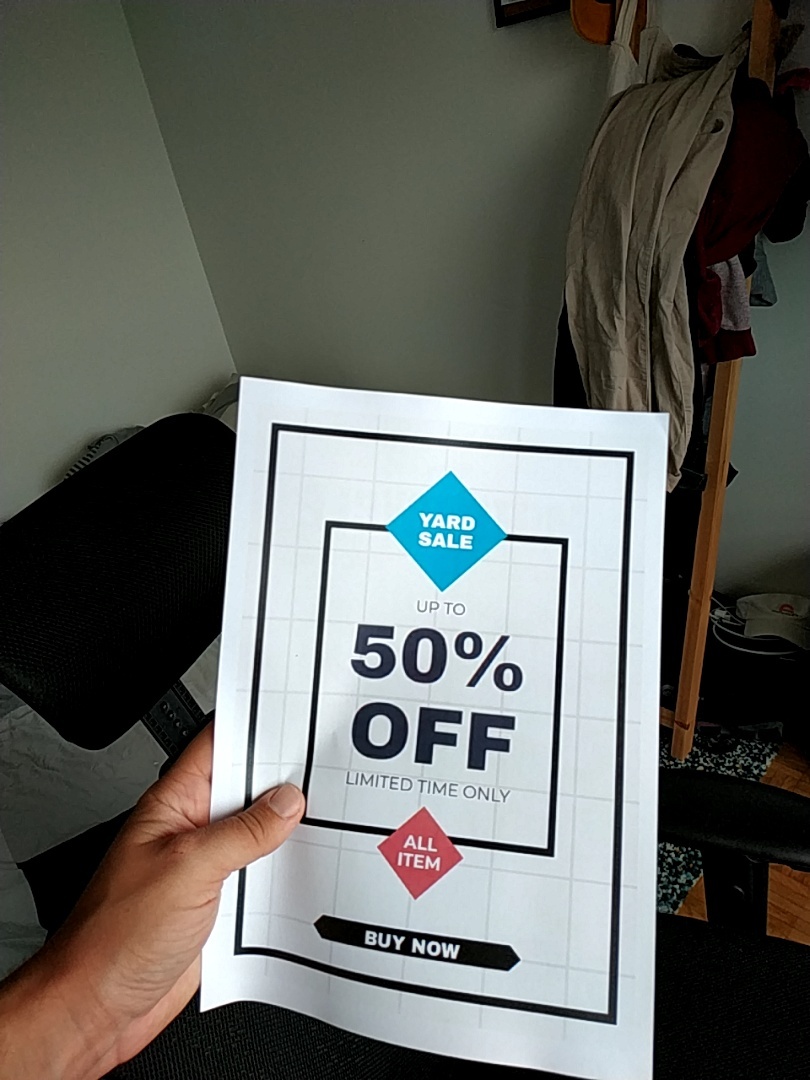 YARD
SALE
UP TO
50%
OFF
LIMITED TIME ONLY
ALL
ITEM
BUY NOW